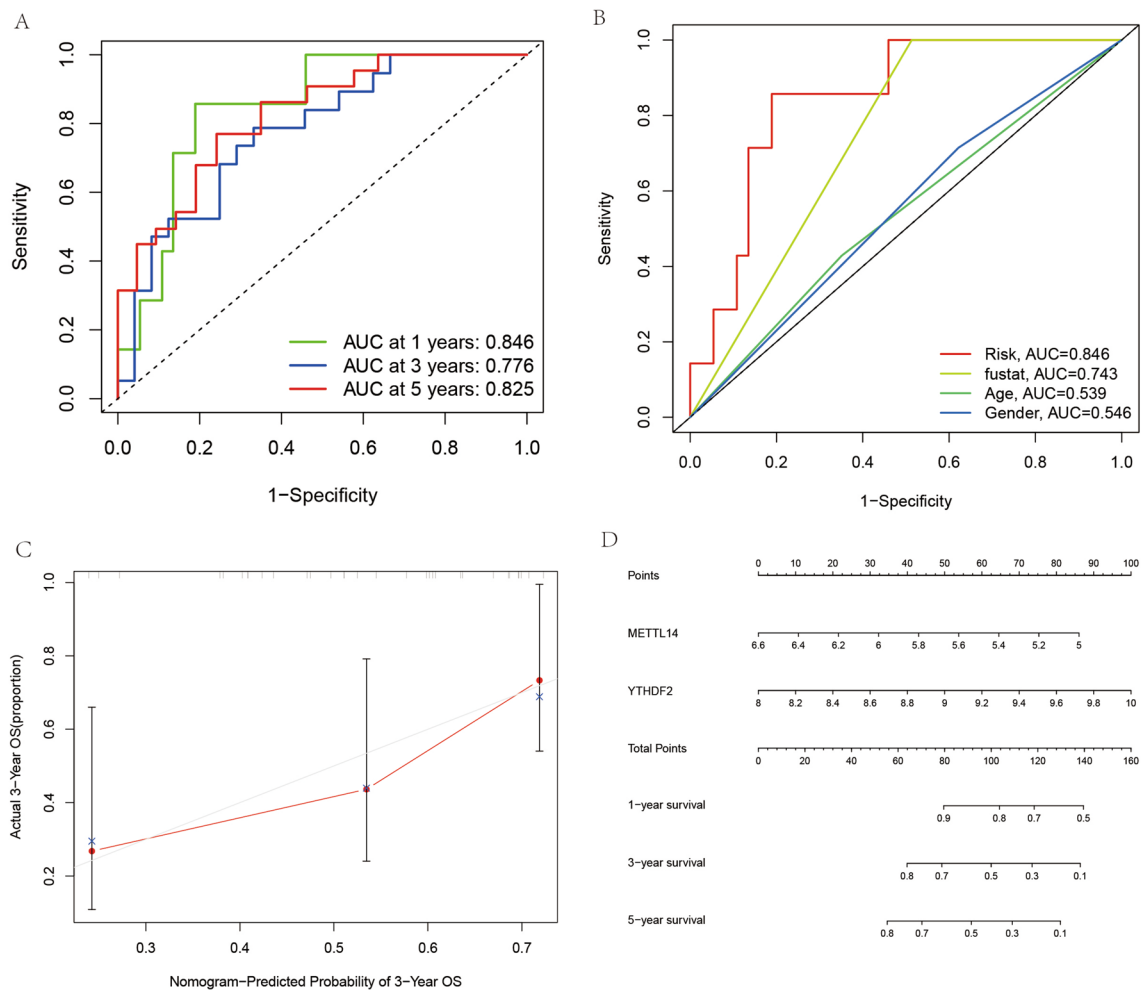 A
1.0
0.8
0.6
0.4
0.2
0.0
Sensitivity
AUC at 1 years: 0.846
AUC at 3 years: 0.776
AUC at 5 years: 0.825
0.0 0.2 0.4 0.6 0.8 1.0
1−Specificity
B
1.0
0.8
0.6
0.4
0.2
0.0
Sensitivity
Risk, AUC=0.846
fustat, AUC=0.743
Age, AUC=0.539
Gender, AUC=0.546
0.0 0.2 0.4 0.6 0.8 1.0
1−Specificity
C
1.0
0.8
0.6
0.4
0.2
Actual 3−Year OS(proportion)
0.3 0.4 0.5 0.6 0.7
Nomogram−Predicted Probability of 3−Year OS
D
0 10 20 30 40 50 60 70 80 90 100
Points
METTL14
6.6 6.4 6.2 6 5.8 5.6 5.4 5.2 5
YTHDF2
8 8.2 8.4 8.6 8.8 9 9.2 9.4 9.6 9.8 10
Total Points
0 20 40 60 80 100 120 140 160
1−year survival
0.9 0.8 0.7 0.5
3−year survival
0.8 0.7 0.5 0.3 0.1
5−year survival
0.8 0.7 0.5 0.3 0.1